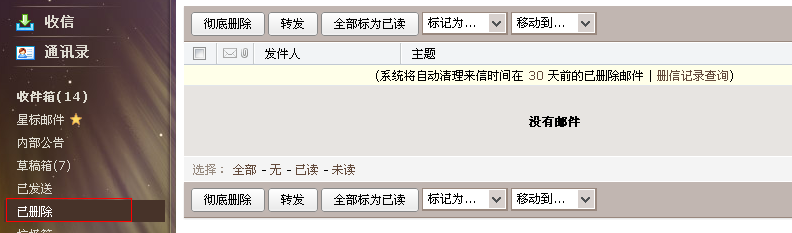 收信
通讯录
收件箱(14)
星标邮件
内部公告
草稿箱(7)
已发送
已删除
彻底删除 转发 全部标为已读 标记为... 移动到...
发件人 主题
(系统将自动清理来信时间在 30 天前的已删除邮件 | 删信记录查询)
没有邮件
选择： 全部 - 无 - 已读 - 未读
彻底删除 转发 全部标为已读 标记为... 移动到...